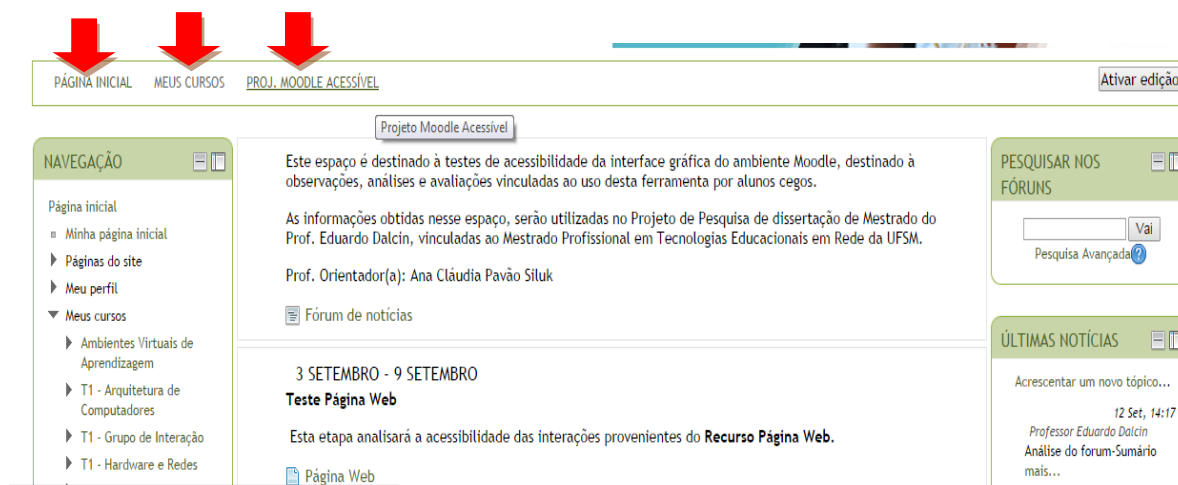 PÁGINA INICIAL MEUS CURSOS PROJ. MOODLE ACESSÍVEL
Ativar edição
Projeto Moodle Acessível
NAVEGAÇÃO
Página inicial
Minha página inicial
Páginas do site
Meu perfil
Meus cursos
Ambientes Virtuais de
Aprendizagem
T1 - Arquitetura de
Computadores
T1 - Grupo de Interação
T1 - Hardware e Redes
Este espaço é destinado à testes de acessibilidade da interface gráfica do ambiente Moodle, destinado à
observações, análises e avaliações vinculadas ao uso desta ferramenta por alunos cegos.
As informações obtidas nesse espaço, serão utilizadas no Projeto de Pesquisa de dissertação de Mestrado do
Prof. Eduardo Dalcin, vinculadas ao Mestrado Profissional em Tecnologias Educacionais em Rede da UFSM.
Prof. Orientador(a): Ana Cláudia Pavão Siluk
Fórum de notícias
3 SETEMBRO - 9 SETEMBRO
Teste Página Web
Esta etapa analisará a acessibilidade das interações provenientes do Recurso Página Web.
Página Web
PESQUISAR NOS
FÓRUNS
Vai
Pesquisa Avançada
ÚLTIMAS NOTÍCIAS
Acrescentar um novo tópico...
12 Set, 14:17
Professor Eduardo Dalcin
Análise do forum-Sumário
mais...